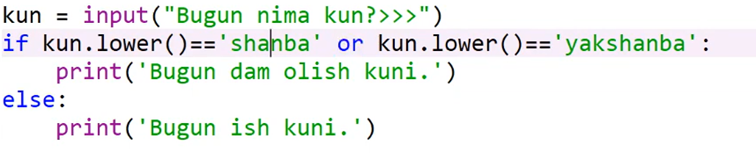 kun = input("Bugun nima kun?>>>")
if kun.lower()=='shanba' or kun.lower()=='yakshanba':
    print('Bugun dam olish kuni.')
else:
    print('Bugun ish kuni.')